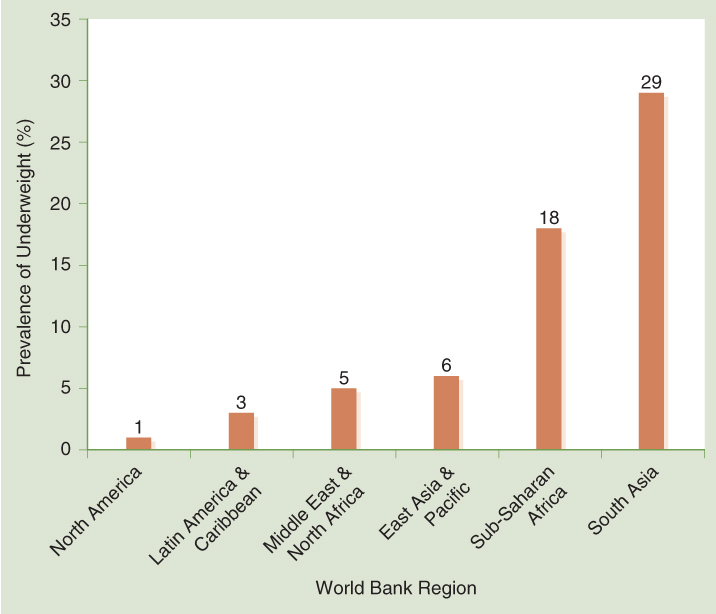 35
30
25
20
15
10
5
0
Prevalence of Underweight (%)
1
3
5
6
18
29
North America
Latin America &
Caribbean
Middle East &
North Africa
East Asia &
Pacific
Sub-Saharan
Africa
South Asia
World Bank Region